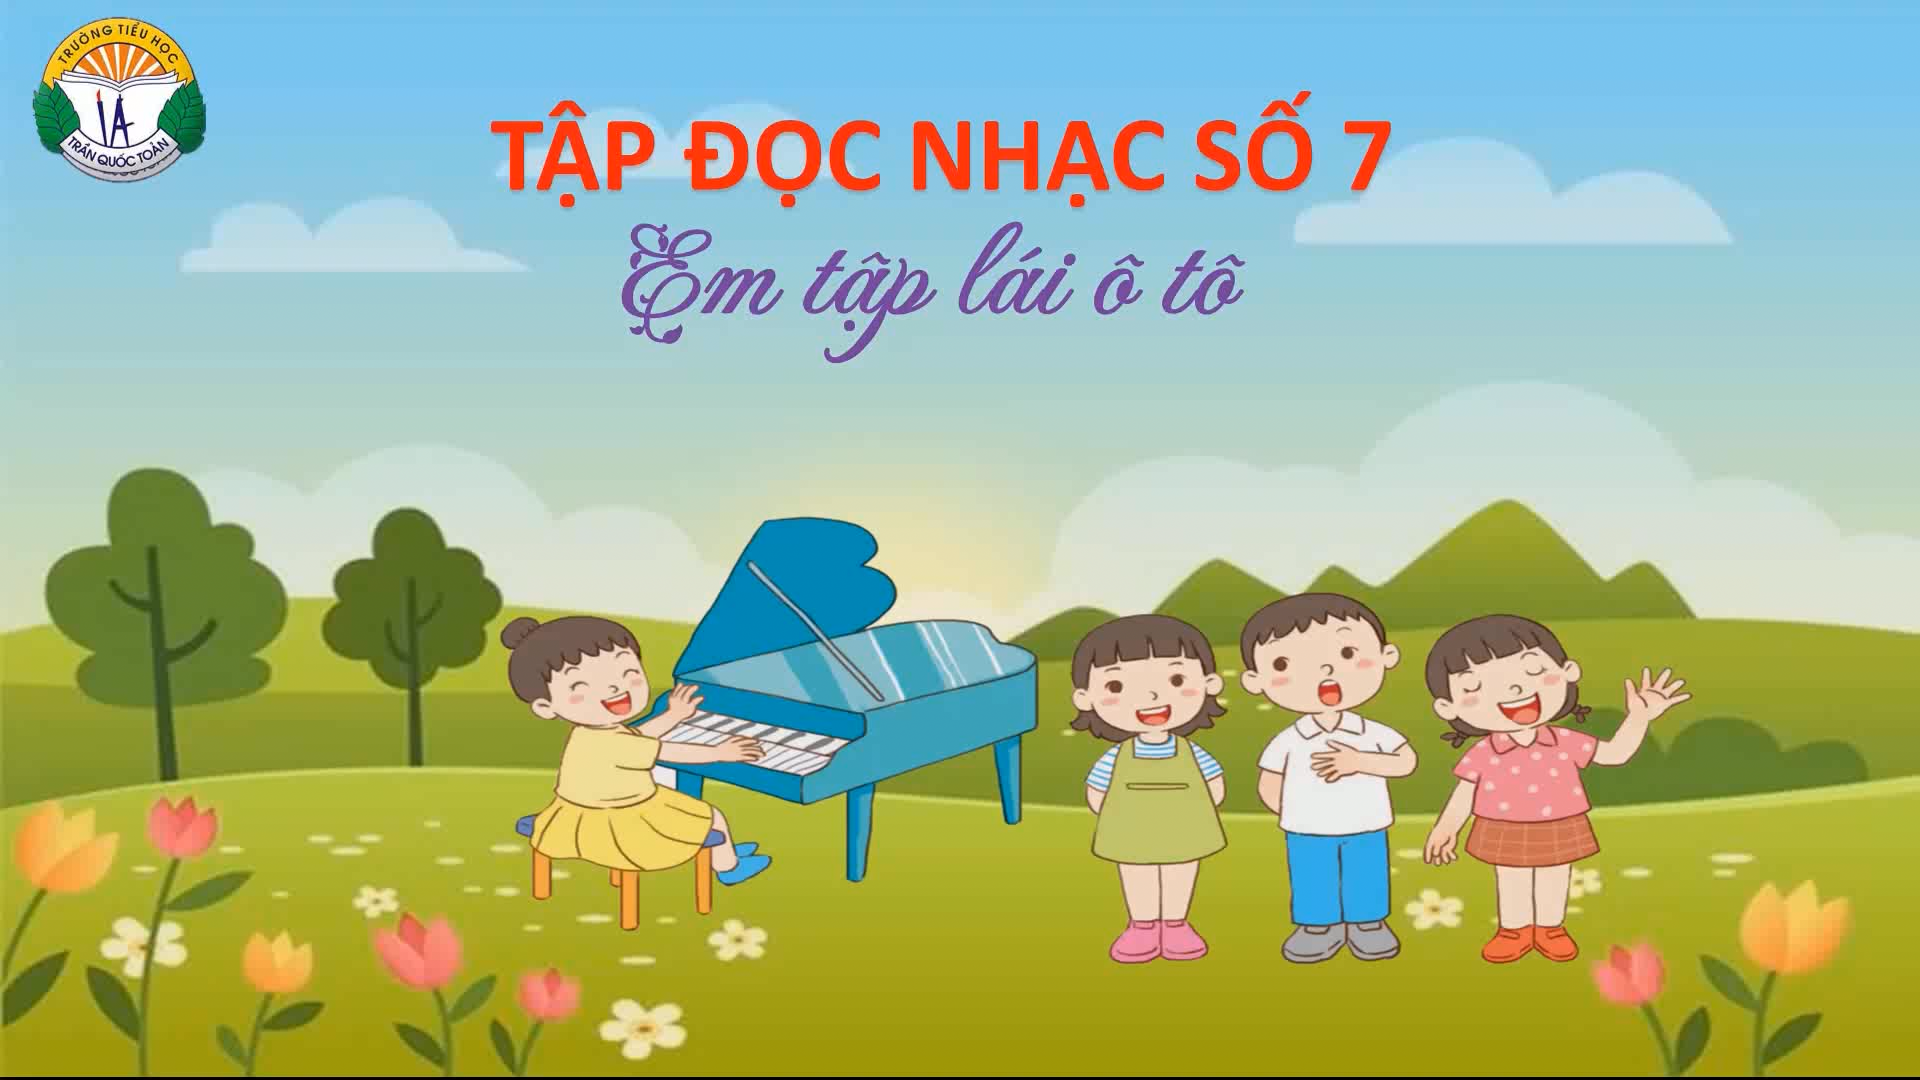 TRƯỜNG TIỂU HỌC
TRẦN QUỐC TOẢN
TẬP ĐỌC NHẠC SỐ 7
Em tập lái ô tô